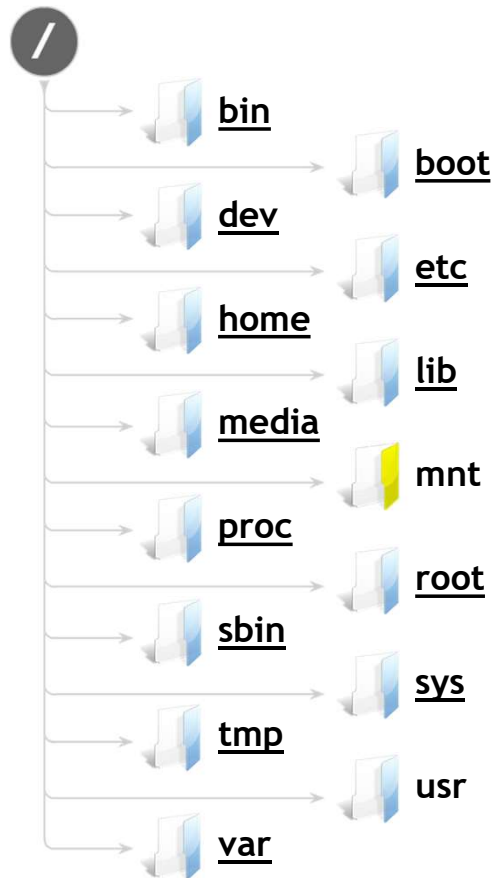 /
bin
boot
dev
etc
home
lib
media
mnt
proc
root
sbin
sys
tmp
usr
var